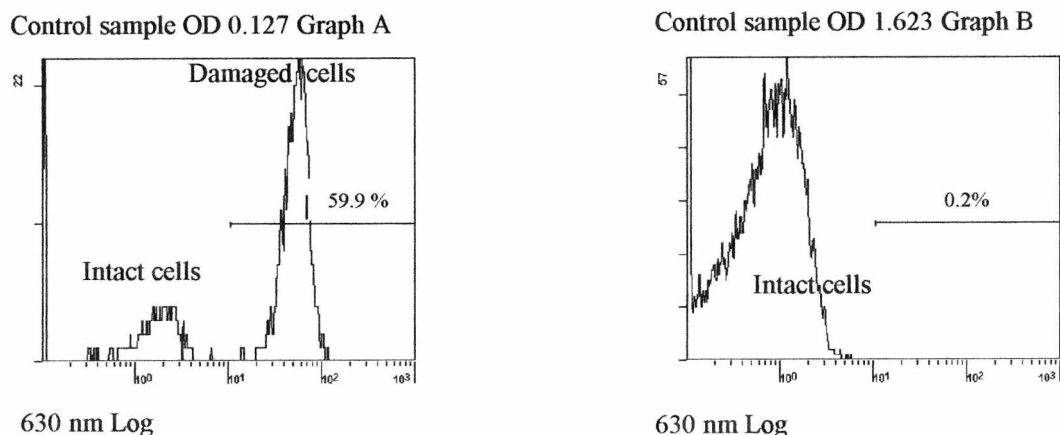 Control sample OD 0.127 Graph A
22
Damaged cells
59.9 %
Intact cells
10⁰ 10¹ 10² 10³
630 nm Log
Control sample OD 1.623 Graph B
0.2%
Intact cells
10⁰ 10¹ 10² 10³
630 nm Log